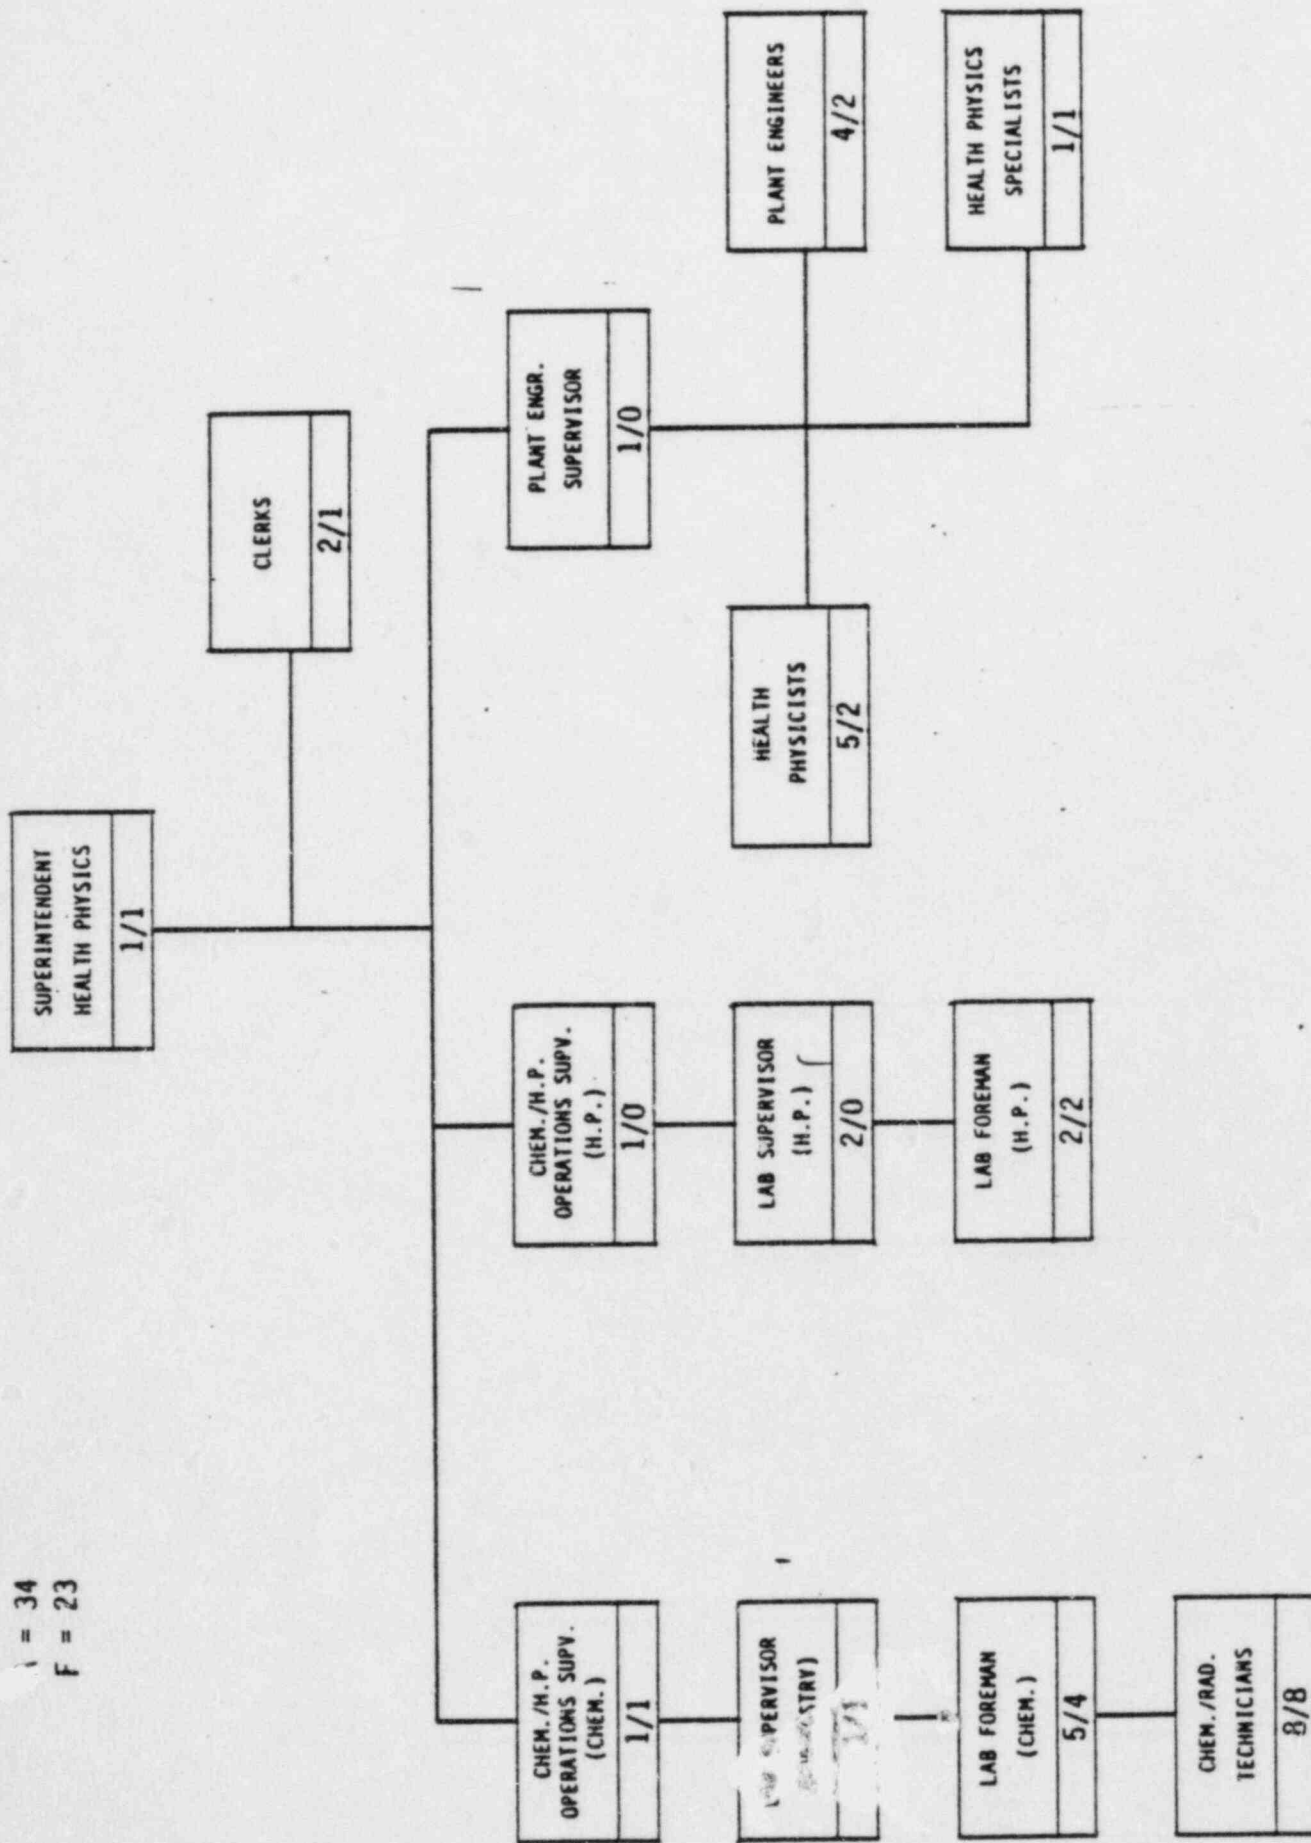 = 34
F = 23
SUPERINTENDENT
HEALTH PHYSICS
1/1
CLERKS
2/1
CHEM./H.P.
OPERATIONS SUPV.
(CHEM.)
1/1
CHEM./H.P.
OPERATIONS SUPV.
(H.P.)
1/0
PLANT ENGR.
SUPERVISOR
1/0
SUPERVISOR
LAB SUPERVISOR
(H.P.)
2/0
HEALTH
PHYSICISTS
5/2
PLANT ENGINEERS
4/2
LAB FOREMAN
(CHEM.)
5/4
LAB FOREMAN
(H.P.)
2/2
HEALTH PHYSICS
SPECIALISTS
1/1
CHEM./RAD.
TECHNICIANS
8/8